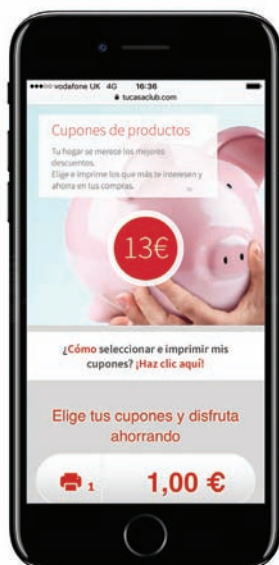 vodafone UK 4G 16:36
tucasaclub.com
Cupones de productos
Tu hogar se merece los mejores
descuentos.
Elige e imprime los que más te interesen y
ahorra en tus compras.
13€
¿Cómo seleccionar e imprimir mis
cupones? ¡Haz clic aquí!
Elige tus cupones y disfruta
ahorrando
1 1,00 €